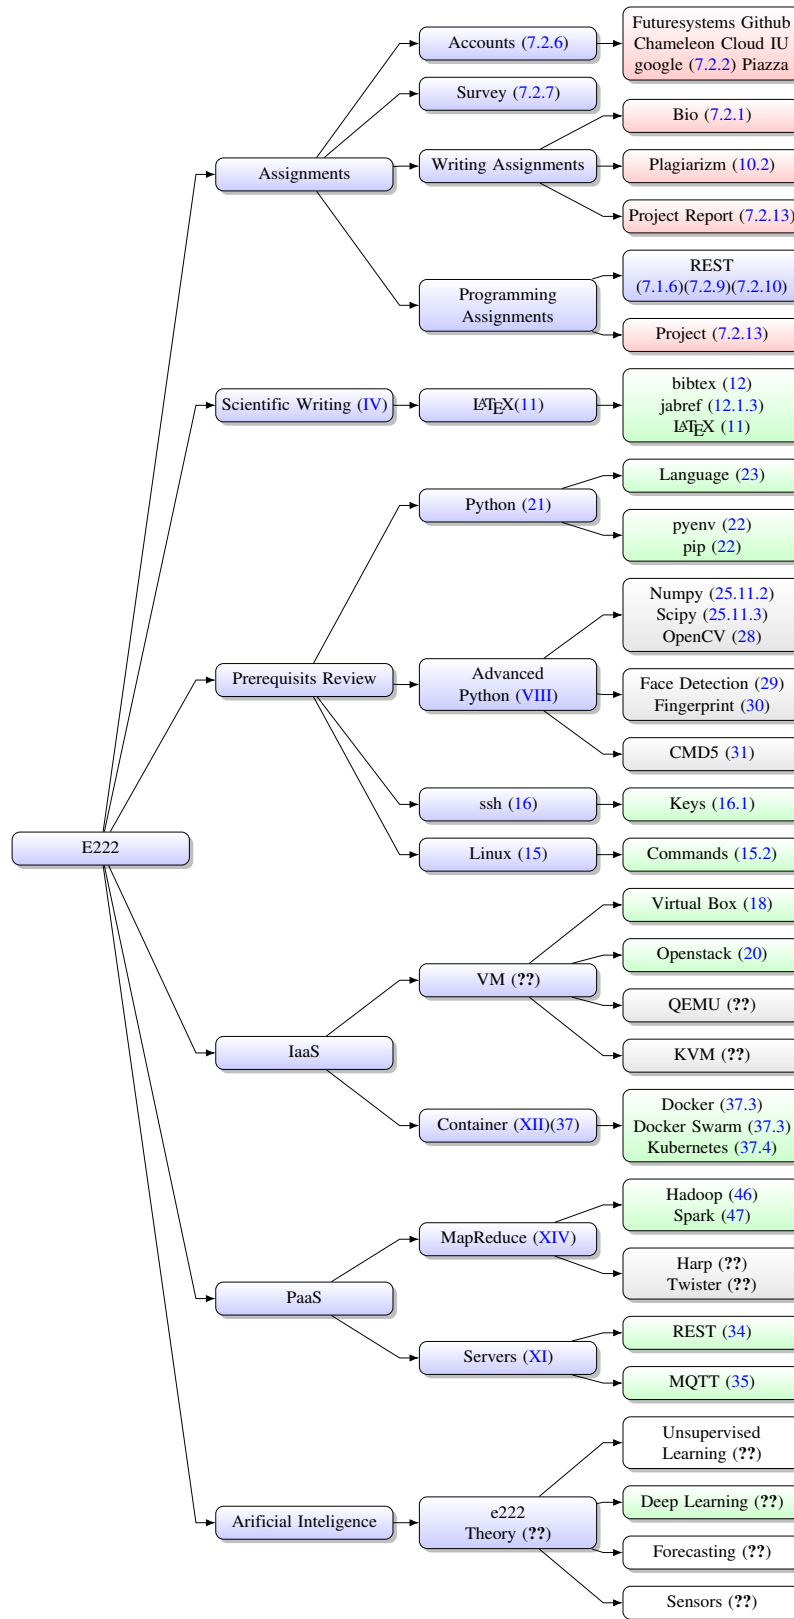 E222
Assignments
Accounts (7.2.6)
Futuresystems Github
Chameleon Cloud IU
google (7.2.2) Piazza
Survey (7.2.7)
Writing Assignments
Bio (7.2.1)
Plagiarizm (10.2)
Project Report (7.2.13)
Programming
Assignments
REST
(7.1.6)(7.2.9)(7.2.10)
Project (7.2.13)
Scientific Writing (IV)
LATEX(11)
bibtex (12)
jabref (12.1.3)
LATEX (11)
Prerequisits Review
Python (21)
Language (23)
pyenv (22)
pip (22)
Advanced
Python (VIII)
Numpy (25.11.2)
Scipy (25.11.3)
OpenCV (28)
Face Detection (29)
Fingerprint (30)
CMD5 (31)
ssh (16)
Keys (16.1)
Linux (15)
Commands (15.2)
IaaS
VM (??)
Virtual Box (18)
Openstack (20)
QEMU (??)
KVM (??)
Container (XII)(37)
Docker (37.3)
Docker Swarm (37.3)
Kubernetes (37.4)
PaaS
MapReduce (XIV)
Hadoop (46)
Spark (47)
Harp (??)
Twister (??)
Servers (XI)
REST (34)
MQTT (35)
Arificial Inteligence
e222
Theory (??)
Unsupervised
Learning (??)
Deep Learning (??)
Forecasting (??)
Sensors (??)